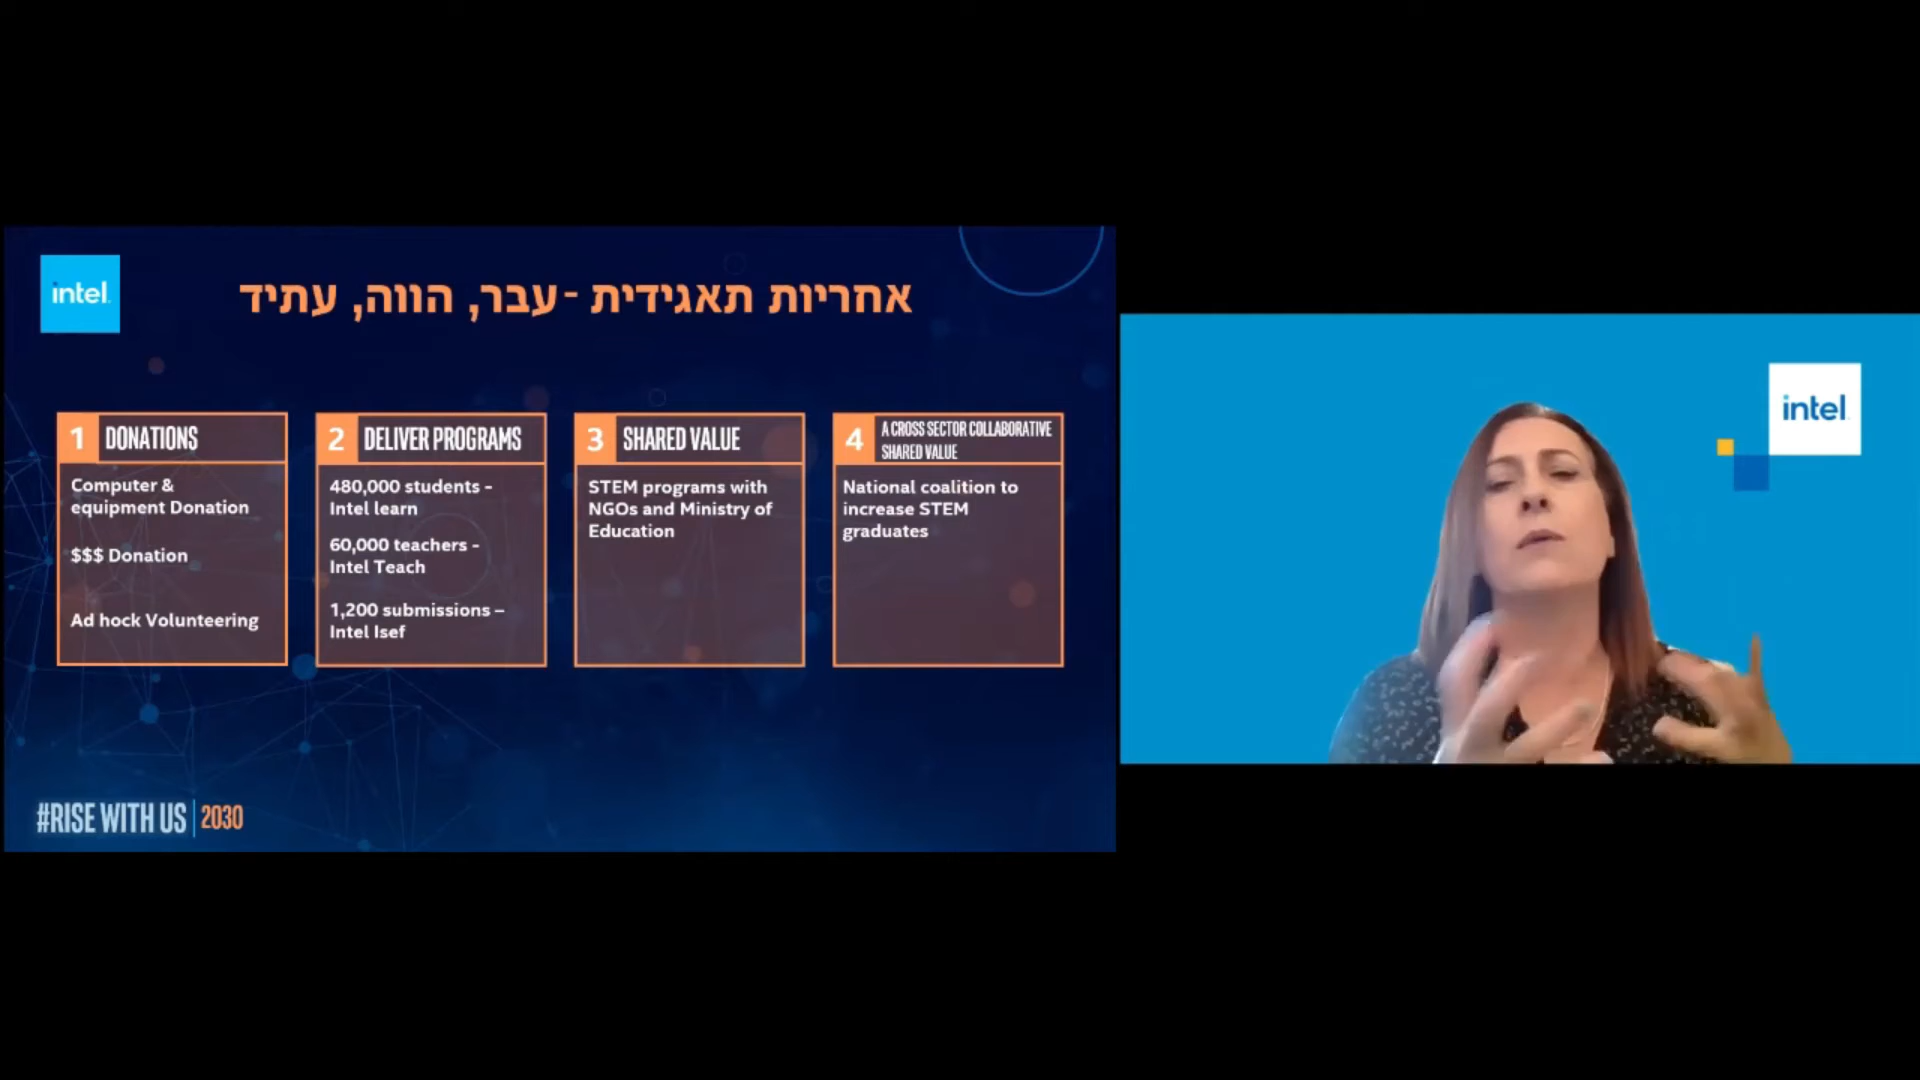 intel.
אחריות תאגידית -עבר, הווה, עתיד
1 DONATIONS
Computer &
equipment Donation
$$$ Donation
Ad hock Volunteering
2 DELIVER PROGRAMS
480,000 students -
Intel learn
60,000 teachers -
Intel Teach
1,200 submissions –
Intel Isef
3 SHARED VALUE
STEM programs with
NGOs and Ministry of
Education
4 A CROSS SECTOR COLLABORATIVE
SHARED VALUE
National coalition to
increase STEM
graduates
#RISE WITH US | 2030
intel.